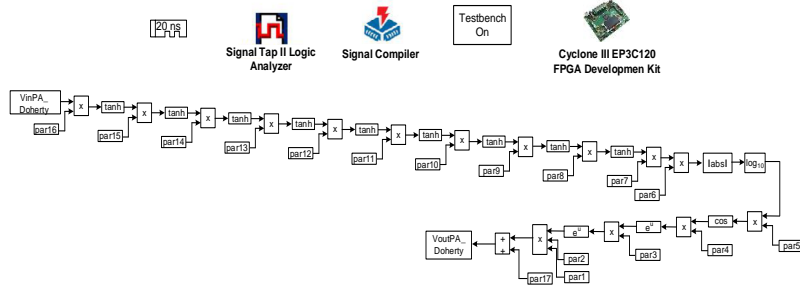 20 ns
Signal Tap II Logic
Analyzer
Signal Compiler
Testbench
On
Cyclone III EP3C120
FPGA Developmen Kit
VinPA_
Doherty
x
tanh
x
tanh
x
tanh
x
tanh
x
tanh
x
tanh
x
tanh
x
tanh
x
tanh
x
x
labsl
log10
par16
par15
par14
par13
par12
par11
par10
par9
par8
par7
par6
VoutPA_
Doherty
+
+
x
eu
x
eu
x
cos
x
par17
par1
par2
par3
par4
par5